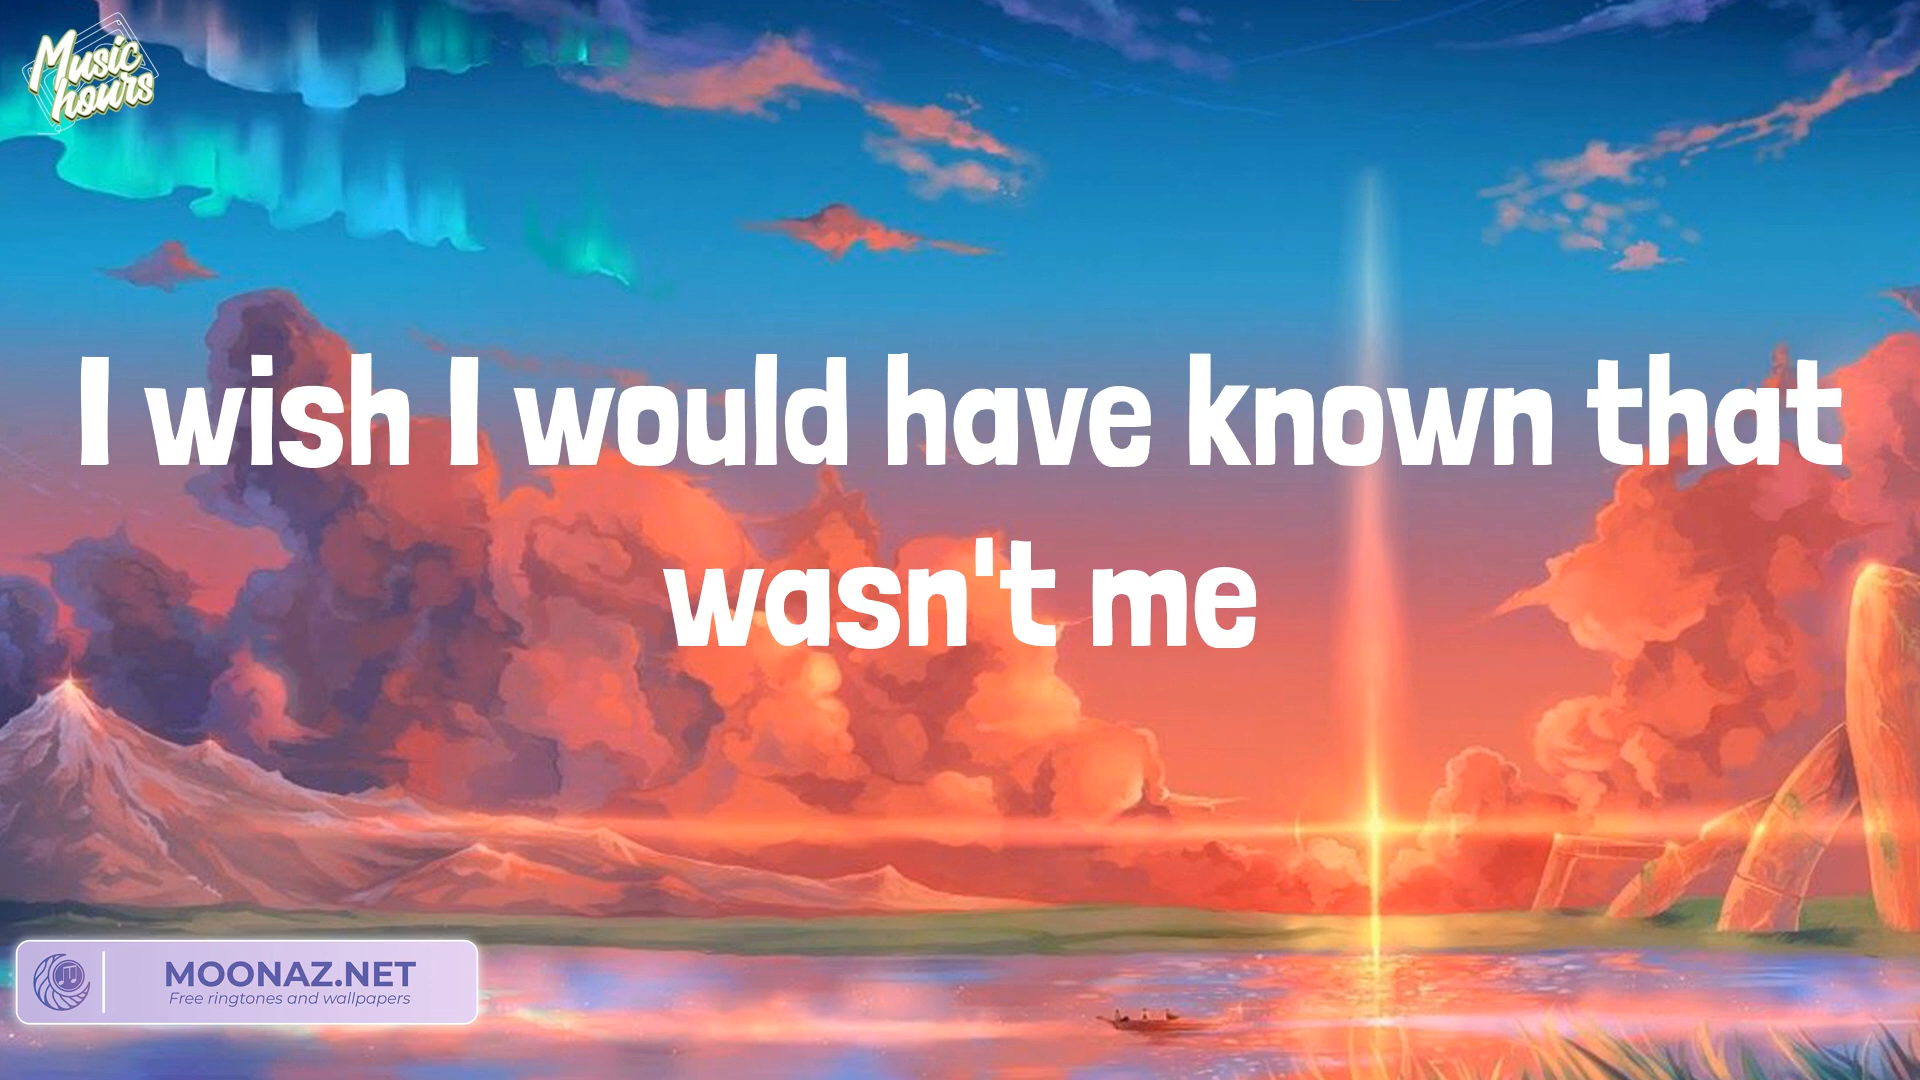 Music
hours
I wish I would have known that
wasn't me
MOONAZ.NET
Free ringtones and wallpapers